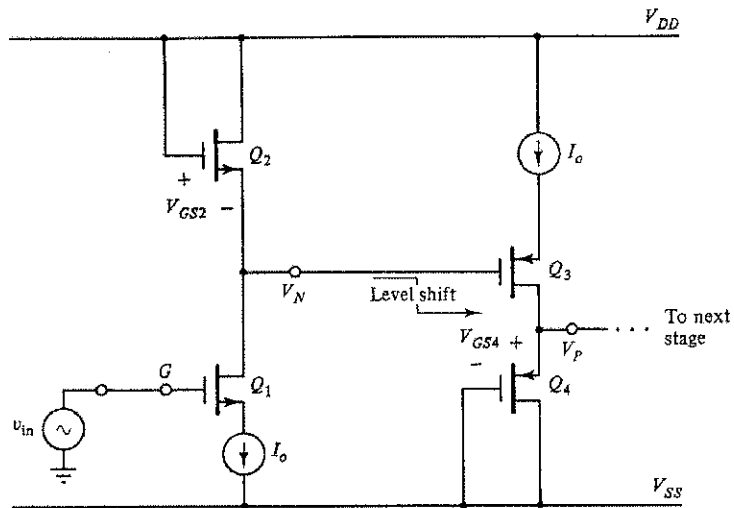 V_DD
Q_2
+
V_GS2 −
I_o
Q_3
V_N
Level shift
V_GS4 +
−
V_P
To next
stage
G
Q_1
Q_4
v_in
I_o
V_SS